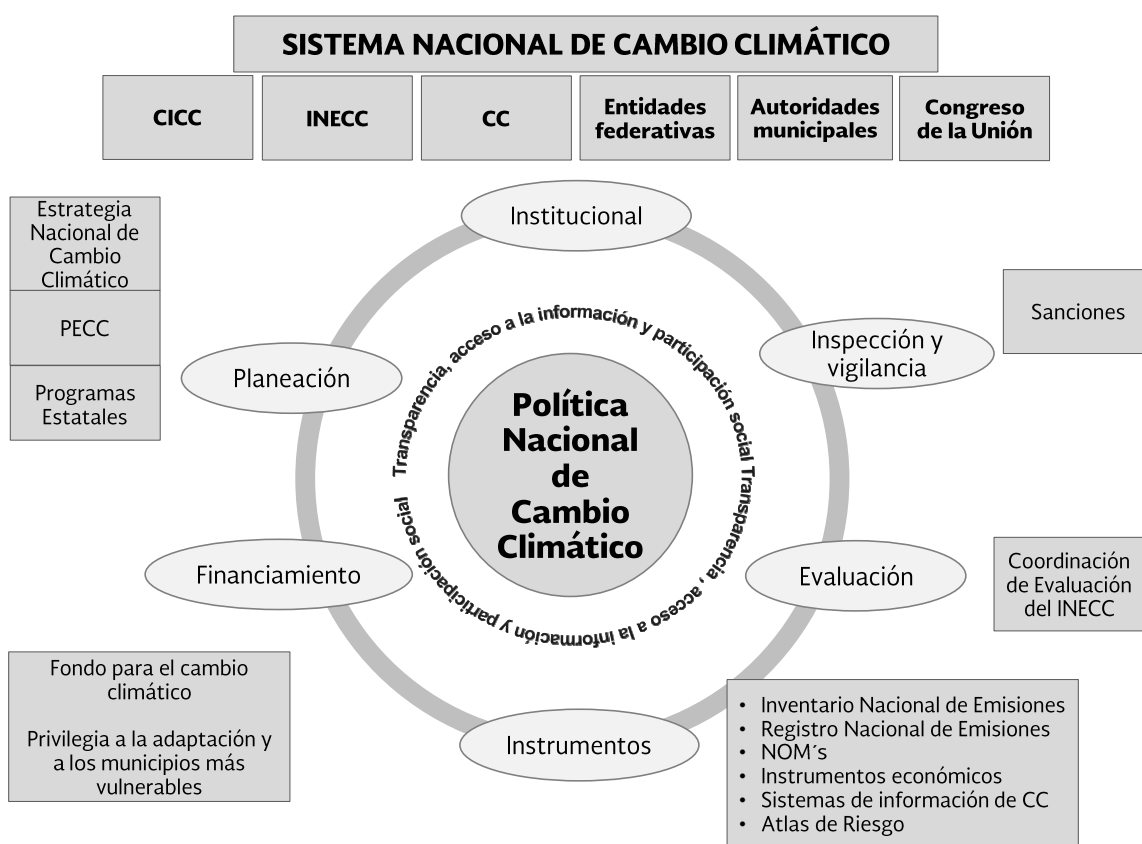 SISTEMA NACIONAL DE CAMBIO CLIMÁTICO
CICC
INECC
CC
Entidades
federativas
Autoridades
municipales
Congreso
de la Unión
Institucional
Estrategia
Nacional de
Cambio
Climático
PECC
Programas
Estatales
Planeación
Inspección y
vigilancia
Sanciones
Transparencia, acceso a la información y participación social Transparencia , acceso a la información y participación social
Política
Nacional
de
Cambio
Climático
Financiamiento
Evaluación
Coordinación
de Evaluación
del INECC
Fondo para el cambio
climático
Privilegia a la adaptación y
a los municipios más
vulnerables
Instrumentos
• Inventario Nacional de Emisiones
• Registro Nacional de Emisiones
• NOM´s
• Instrumentos económicos
• Sistemas de información de CC
• Atlas de Riesgo